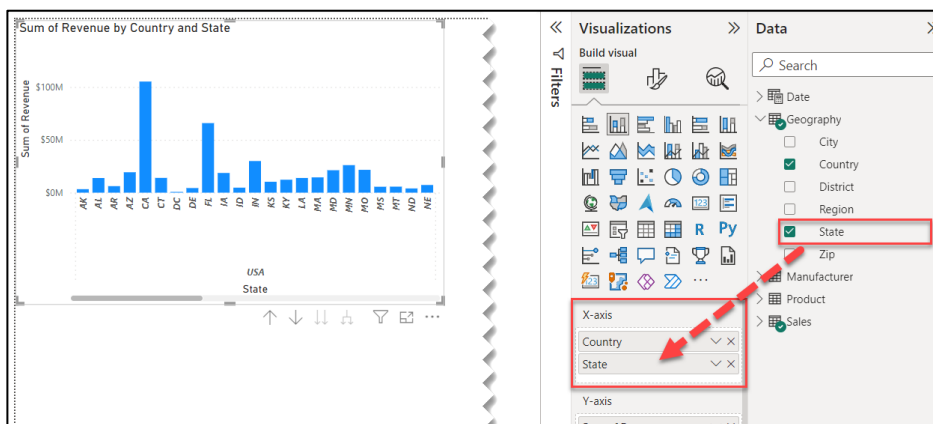 Sum of Revenue by Country and State
Sum of Revenue
$100M
$50M
$0M
AK AL AR AZ CA CT DC DE FL IA ID IN KS KY LA MA MD MN MO MS MT ND NE
USA
State
Filters
Visualizations
Build visual
123
R
Py
123
X-axis
Country
State
Y-axis
Data
Search
Date
Geography
City
Country
District
Region
State
Zip
Manufacturer
Product
Sales